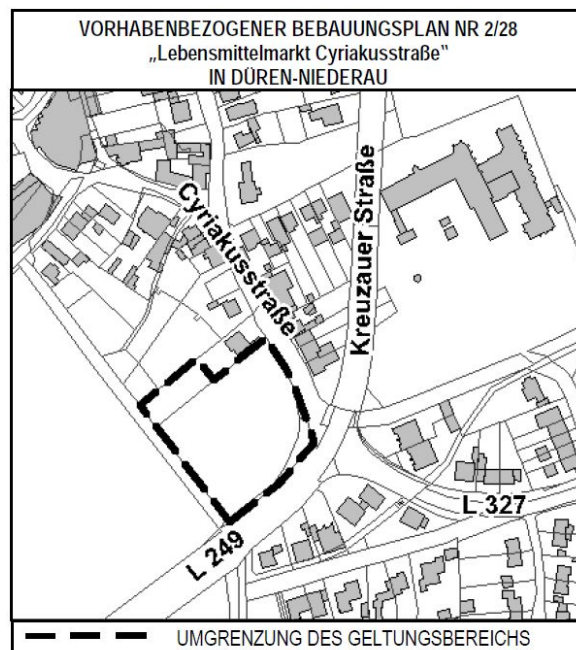 VORHABENBEZOGENER BEBAUUNGSPLAN NR 2/28
„Lebensmittelmarkt Cyriakusstraße"
IN DÜREN-NIEDERAU
Cyriakusstraße
Kreuzauer Straße
L 327
L 249
UMGRENZUNG DES GELTUNGSBEREICHS